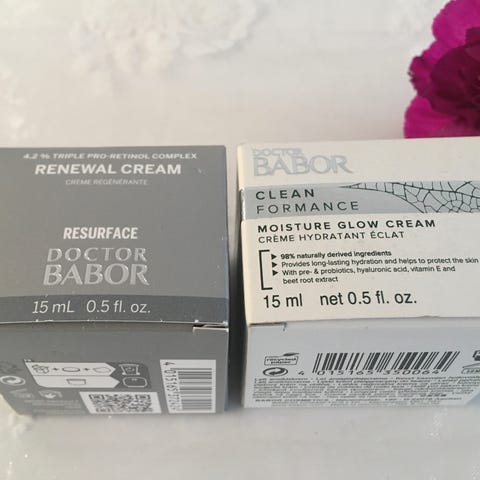 4.2 % TRIPLE PRO-RETINOL COMPLEX
RENEWAL CREAM
CRÈME RÉGÉNÉRANTE
RESURFACE
DOCTOR
BABOR
15 mL 0.5 fl. oz.
DOCTOR
BABOR
CLEAN
FORMANCE
MOISTURE GLOW CREAM
CRÈME HYDRATANT ÉCLAT
98% naturally derived ingredients
Provides long-lasting hydration and helps to protect the skin
With pre- & probiotics, hyaluronic acid, vitamin E and
beet root extract
15 ml net 0.5 fl. oz.
4 015165 350064